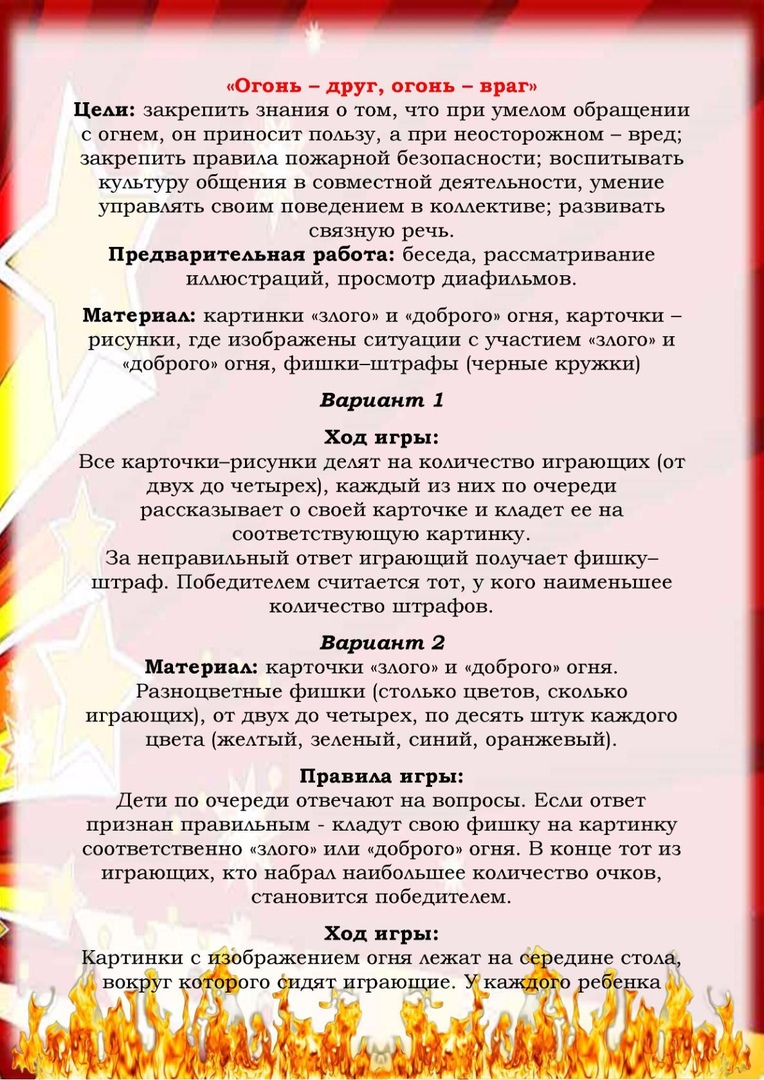 «Огонь – друг, огонь – враг»
Цели: закрепить знания о том, что при умелом обращении
с огнем, он приносит пользу, а при неосторожном – вред;
закрепить правила пожарной безопасности; воспитывать
культуру общения в совместной деятельности, умение
управлять своим поведением в коллективе; развивать
связную речь.
Предварительная работа: беседа, рассматривание
иллюстраций, просмотр диафильмов.
Материал: картинки «злого» и «доброго» огня, карточки –
рисунки, где изображены ситуации с участием «злого» и
«доброго» огня, фишки–штрафы (черные кружки)
Вариант 1
Ход игры:
Все карточки–рисунки делят на количество играющих (от
двух до четырех), каждый из них по очереди
рассказывает о своей карточке и кладет ее на
соответствующую картинку.
За неправильный ответ играющий получает фишку–
штраф. Победителем считается тот, у кого наименьшее
количество штрафов.
Вариант 2
Материал: карточки «злого» и «доброго» огня.
Разноцветные фишки (столько цветов, сколько
играющих), от двух до четырех, по десять штук каждого
цвета (желтый, зеленый, синий, оранжевый).
Правила игры:
Дети по очереди отвечают на вопросы. Если ответ
признан правильным - кладут свою фишку на картинку
соответственно «злого» или «доброго» огня. В конце тот из
играющих, кто набрал наибольшее количество очков,
становится победителем.
Ход игры:
Картинки с изображением огня лежат на середине стола,
вокруг которого сидят играющие. У каждого ребенка